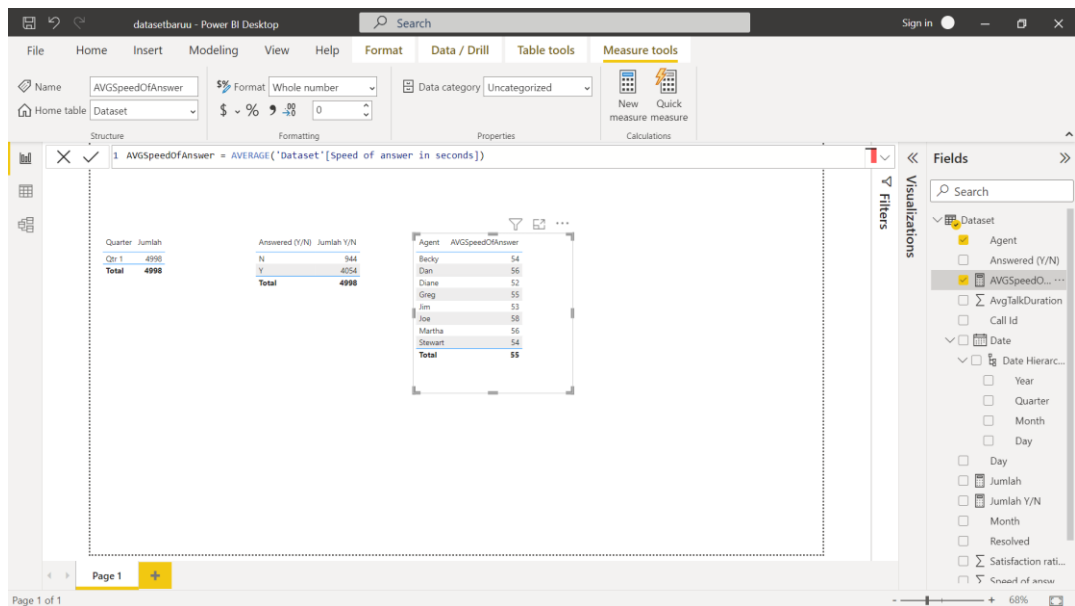 datasetbaruu - Power BI Desktop
Search
Sign in
File Home Insert Modeling View Help Format Data / Drill Table tools Measure tools
Name AVGSpeedOfAnswer
$% Format Whole number
Data category Uncategorized
New measure
Quick measure
Home table Dataset
$ % 9 .00 0
Structure
Formatting
Properties
Calculations
1 AVGSpeedOfAnswer = AVERAGE('Dataset'[Speed of answer in seconds])
Filters
Visualizations
Quarter Jumlah
Qtr 1 4998
Total 4998
Answered (Y/N) Jumlah Y/N
N 944
Y 4054
Total 4998
Agent AVGSpeedOfAnswer
Becky 54
Dan 56
Diane 52
Greg 55
Jim 53
Joe 58
Martha 56
Stewart 54
Total 55
Fields
Search
Dataset
Agent
Answered (Y/N)
AVGSpeedO... ...
AvgTalkDuration
Call Id
Date
Date Hierarc...
Year
Quarter
Month
Day
Day
Jumlah
Jumlah Y/N
Month
Resolved
Satisfaction rati...
Speed of answ
Page 1
Page 1 of 1
- + 68%